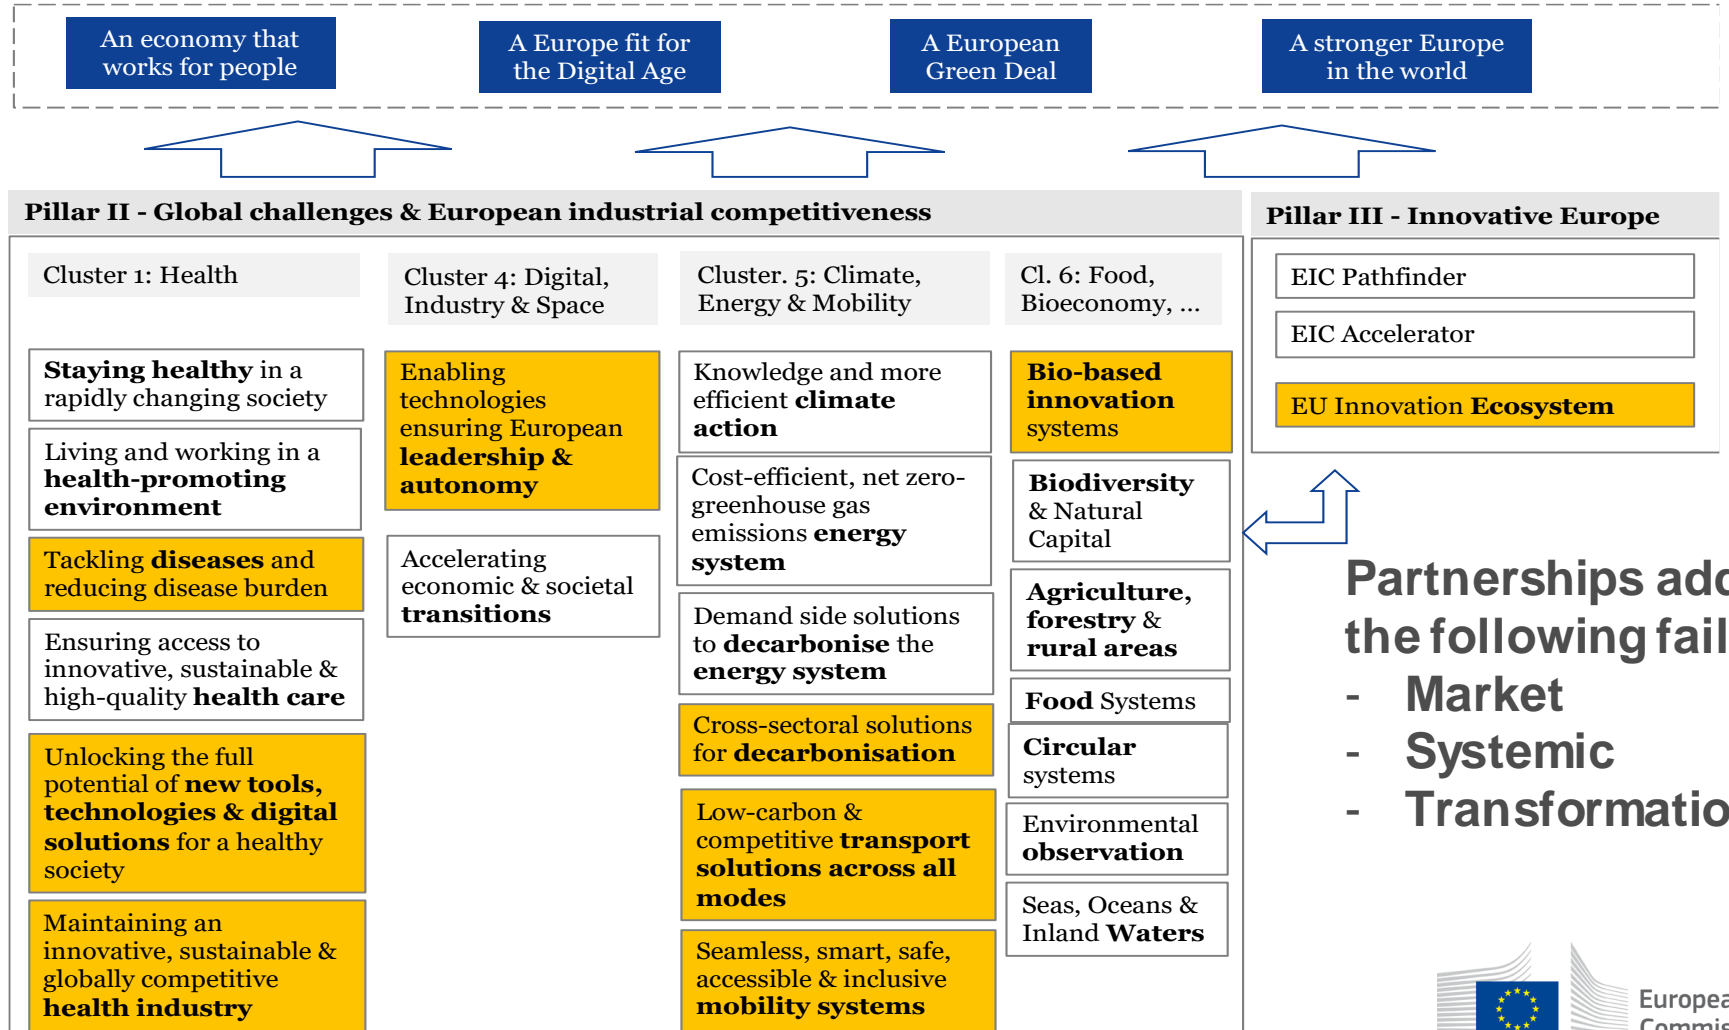 An economy that
works for people
A Europe fit for
the Digital Age
A European
Green Deal
A stronger Europe
in the world
Pillar II - Global challenges & European industrial competitiveness
Cluster 1: Health
Staying healthy in a
rapidly changing society
Living and working in a
health-promoting
environment
Tackling diseases and
reducing disease burden
Ensuring access to
innovative, sustainable &
high-quality health care
Unlocking the full
potential of new tools,
technologies & digital
solutions for a healthy
society
Maintaining an
innovative, sustainable &
globally competitive
health industry
Cluster 4: Digital,
Industry & Space
Enabling
technologies
ensuring European
leadership &
autonomy
Accelerating
economic & societal
transitions
Cluster. 5: Climate,
Energy & Mobility
Knowledge and more
efficient climate
action
Cost-efficient, net zero-
greenhouse gas
emissions energy
system
Demand side solutions
to decarbonise the
energy system
Cross-sectoral solutions
for decarbonisation
Low-carbon &
competitive transport
solutions across all
modes
Seamless, smart, safe,
accessible & inclusive
mobility systems
Cl. 6: Food,
Bioeconomy, ...
Bio-based
innovation
systems
Biodiversity
& Natural
Capital
Agriculture,
forestry &
rural areas
Food Systems
Circular
systems
Environmental
observation
Seas, Oceans &
Inland Waters
Pillar III - Innovative Europe
EIC Pathfinder
EIC Accelerator
EU Innovation Ecosystem
Partnerships
the following
- Market
- Systemic
-